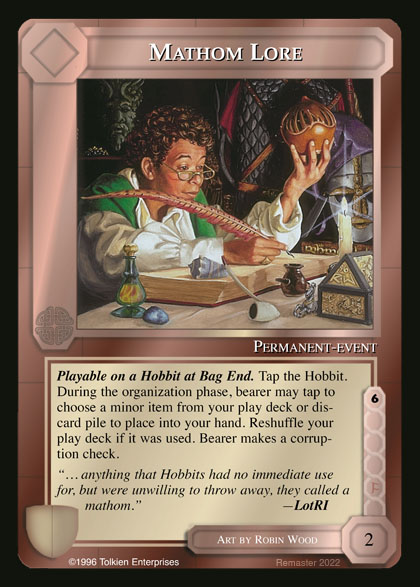 MATHOM LORE
PERMANENT-EVENT
Playable on a Hobbit at Bag End. Tap the Hobbit.
During the organization phase, bearer may tap to
choose a minor item from your play deck or dis-
card pile to place into your hand. Reshuffle your
play deck if it was used. Bearer makes a corrup-
tion check.
6
“… anything that Hobbits had no immediate use
for, but were unwilling to throw away, they called a
mathom.” —LotRI
R
ART BY ROBIN WOOD
2
©1996 Tolkien Enterprises
Remaster 2022